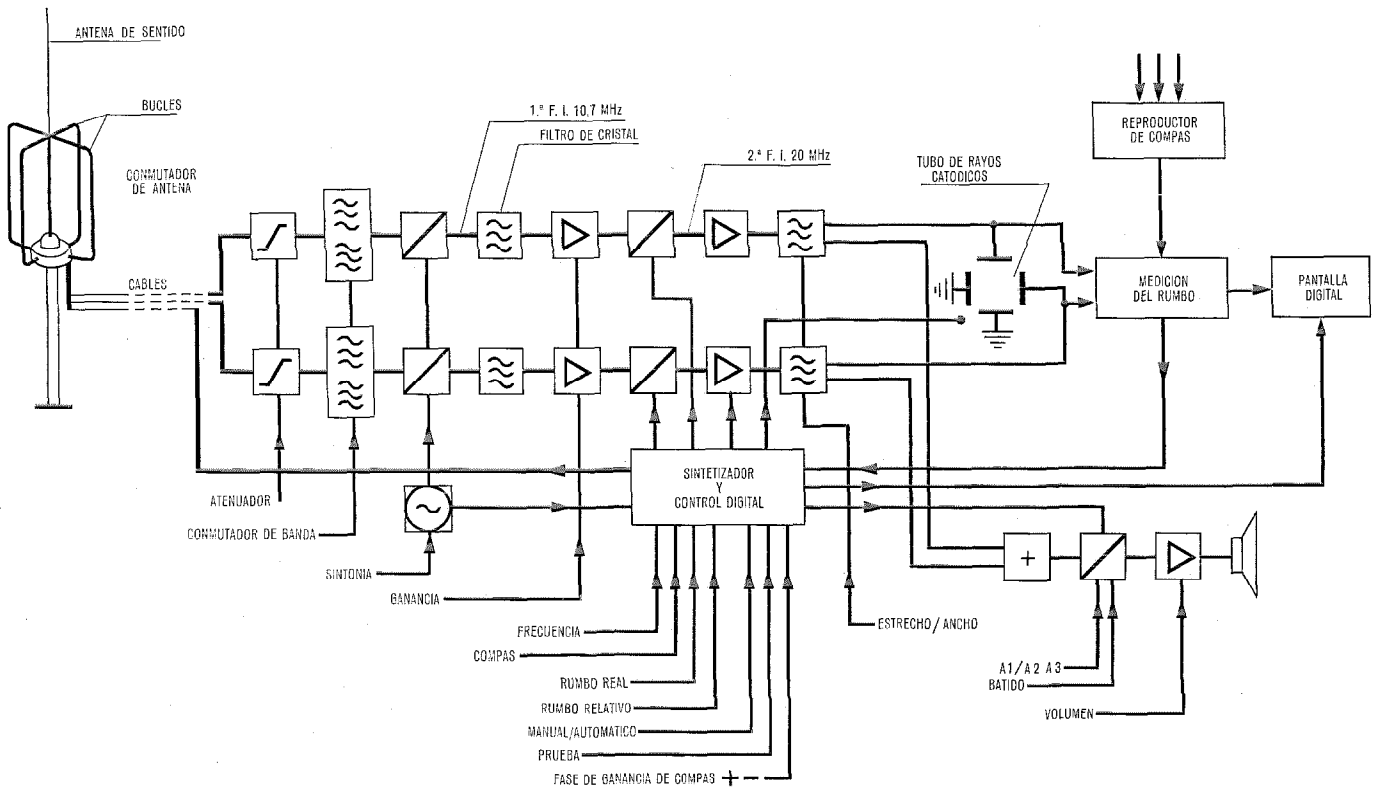 ANTENA DE SENTIDO
BUCLES
CONMUTADOR
DE ANTENA
CABLES
1.ª F. I. 10,7 MHz
FILTRO DE CRISTAL
2.ª F. I. 20 MHz
TUBO DE RAYOS
CATODICOS
REPRODUCTOR
DE COMPAS
MEDICION
DEL RUMBO
PANTALLA
DIGITAL
SINTETIZADOR
Y
CONTROL DIGITAL
ATENUADOR
CONMUTADOR DE BANDA
SINTONIA
GANANCIA
FRECUENCIA
COMPAS
RUMBO REAL
RUMBO RELATIVO
MANUAL/AUTOMATICO
PRUEBA
FASE DE GANANCIA DE COMPAS + -
ESTRECHO/ANCHO
+
A1/A2 A3
BATIDO
VOLUMEN